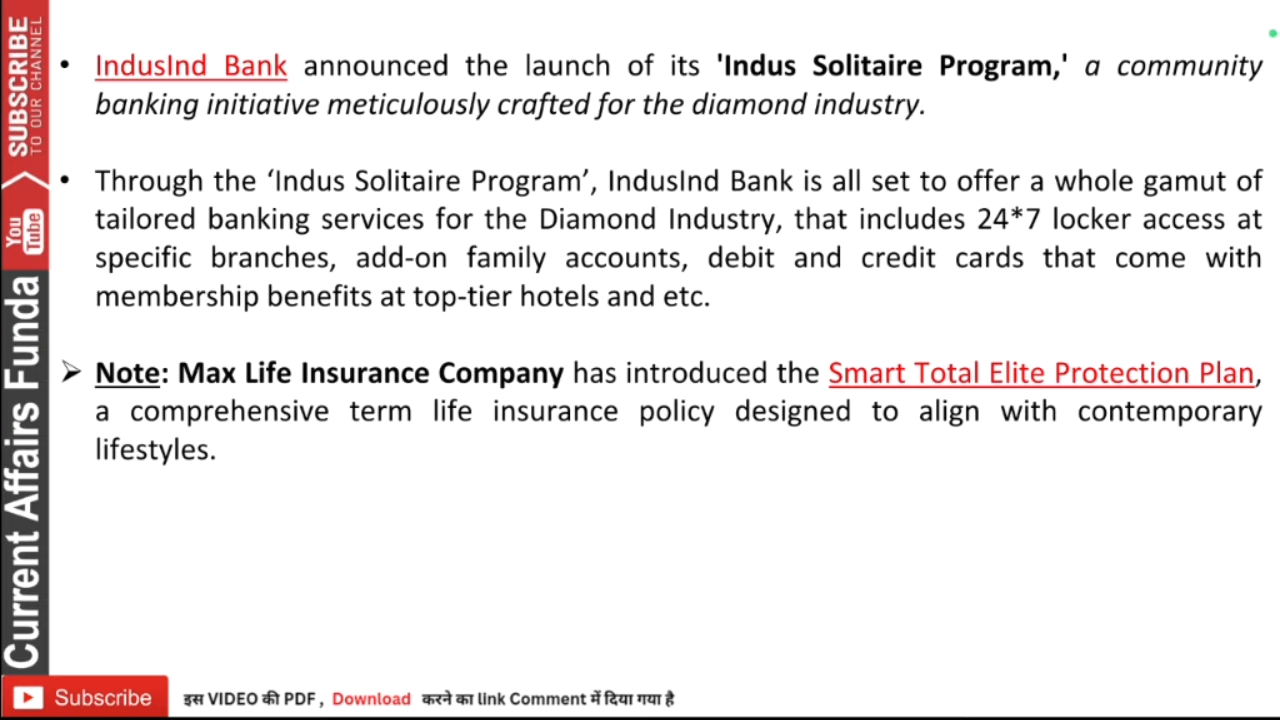 SUBSCRIBE
TO OUR CHANNEL
You
Tube
Current Affairs Funda
• IndusInd Bank announced the launch of its 'Indus Solitaire Program,' a community
banking initiative meticulously crafted for the diamond industry.
• Through the ‘Indus Solitaire Program’, IndusInd Bank is all set to offer a whole gamut of
tailored banking services for the Diamond Industry, that includes 24*7 locker access at
specific branches, add-on family accounts, debit and credit cards that come with
membership benefits at top-tier hotels and etc.
➢ Note: Max Life Insurance Company has introduced the Smart Total Elite Protection Plan,
a comprehensive term life insurance policy designed to align with contemporary
lifestyles.
Subscribe इस VIDEO की PDF , Download करने का link Comment में दिया गया है